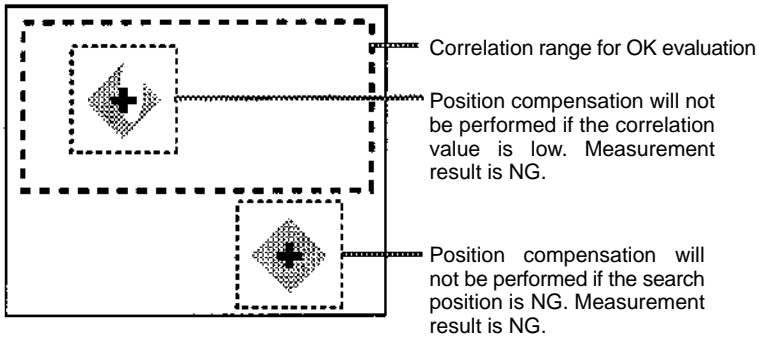 Correlation range for OK evaluation
Position compensation will not
be performed if the correlation
value is low. Measurement
result is NG.
Position compensation will
not be performed if the search
position is NG. Measurement
result is NG.